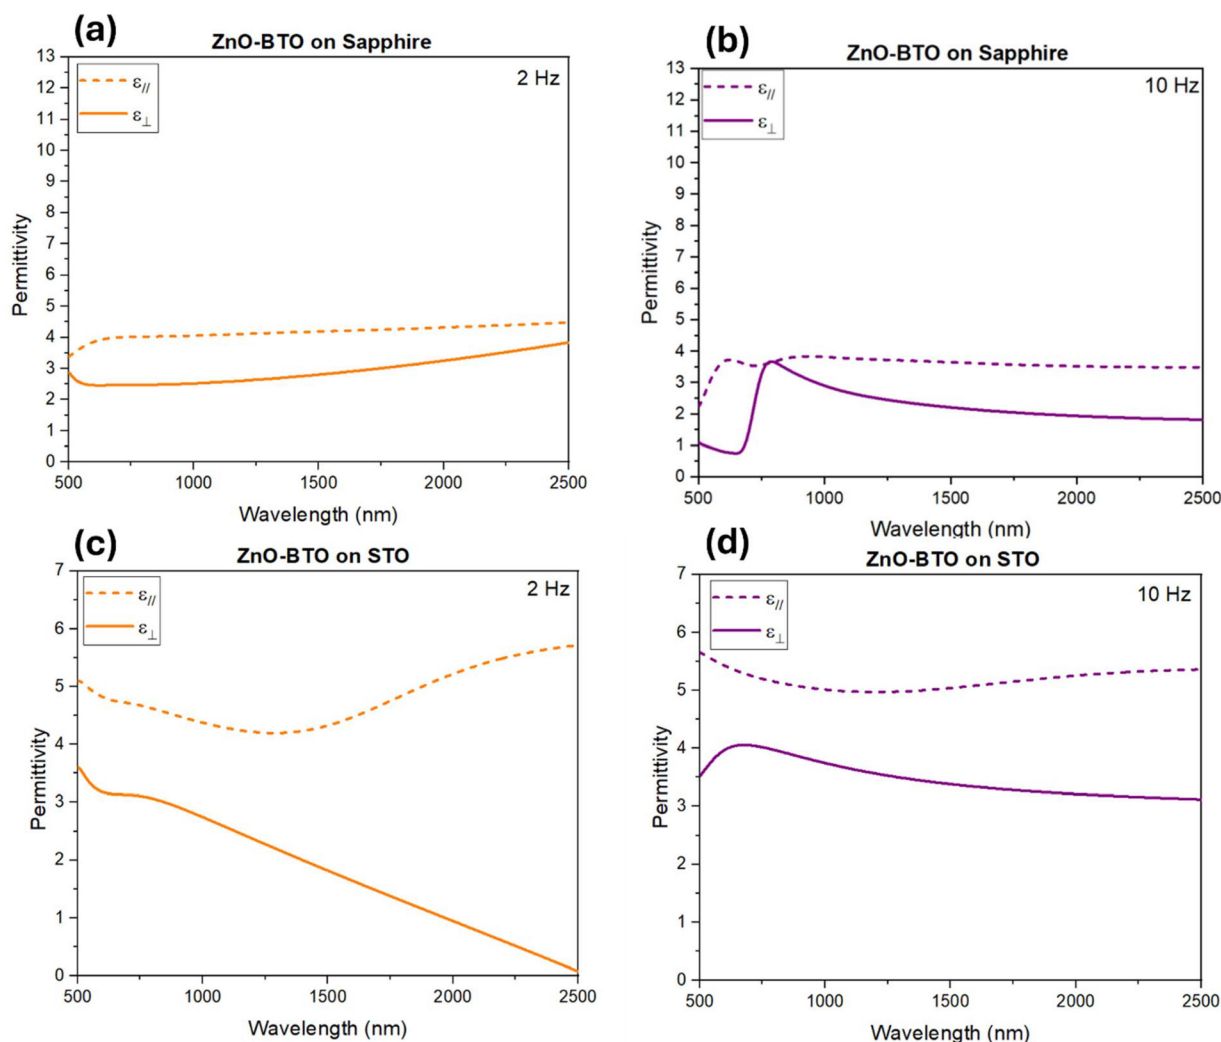 (a)
ZnO-BTO on Sapphire
13
12
11
10
9
8
7
6
5
4
3
2
1
0
ε//
ε⊥
2 Hz
Permittivity
500 1000 1500 2000 2500
Wavelength (nm)
(b)
ZnO-BTO on Sapphire
13
12
11
10
9
8
7
6
5
4
3
2
1
0
ε//
ε⊥
10 Hz
Permittivity
500 1000 1500 2000 2500
Wavelength (nm)
(c)
ZnO-BTO on STO
7
6
5
4
3
2
1
0
ε//
ε⊥
2 Hz
Permittivity
500 1000 1500 2000 2500
Wavelength (nm)
(d)
ZnO-BTO on STO
7
6
5
4
3
2
1
0
ε//
ε⊥
10 Hz
Permittivity
500 1000 1500 2000 2500
Wavelength (nm)